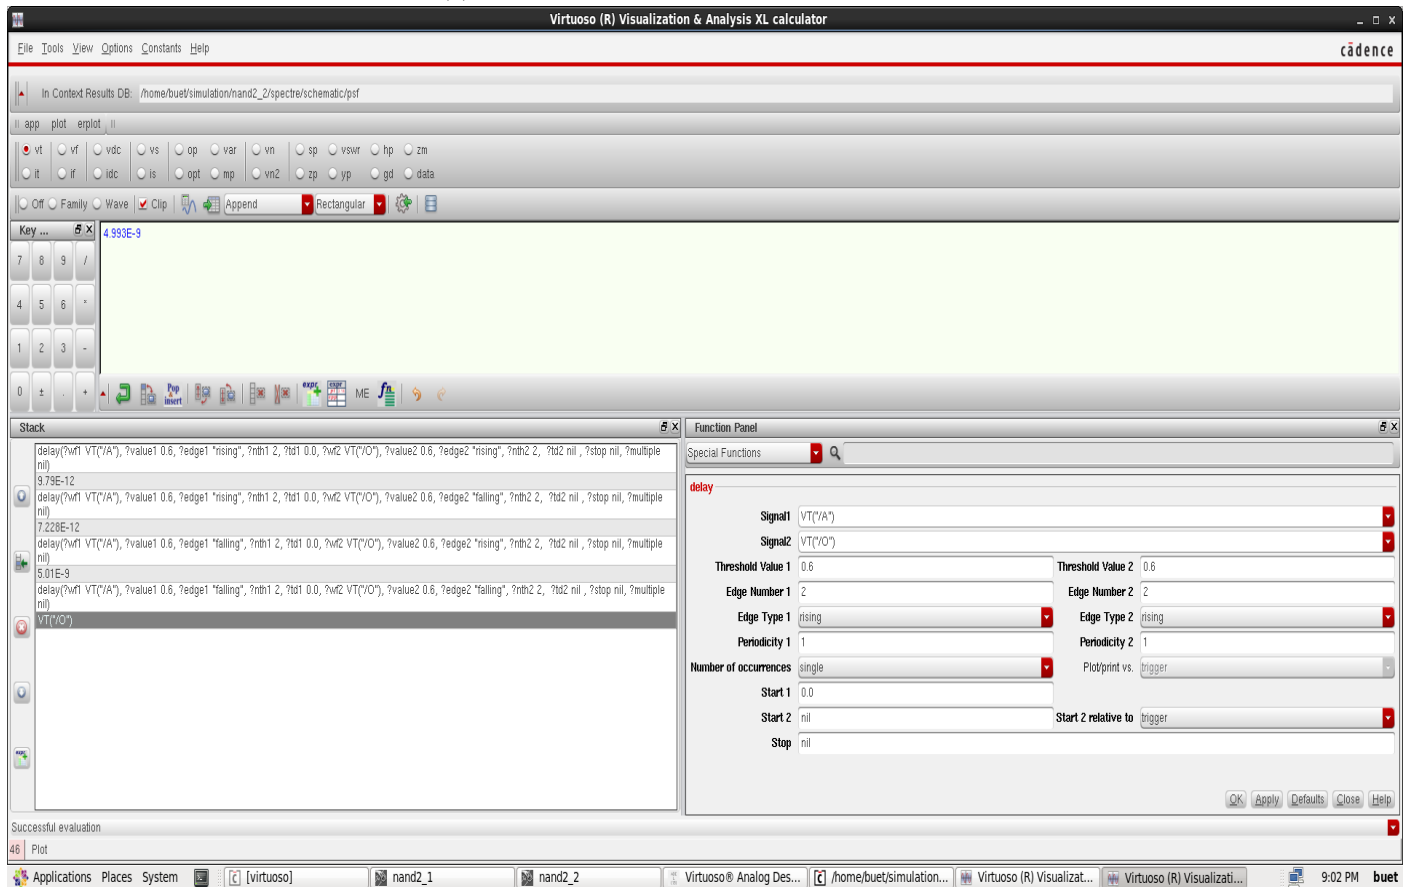 Virtuoso (R) Visualization & Analysis XL calculator
File Tools View Options Constants Help
cādence
In Context Results DB: /home/buet/simulation/nand2_2/spectre/schematic/psf
app plot erplot
vt vf vdc vs op var vn sp vswr hp zm
it if idc is opt mp vn2 zp yp gd data
Off Family Wave Clip Append Rectangular
Key ...
4.993E-9
7 8 9 /
4 5 6 *
1 2 3 -
0 ± . +
Pop
insert
expr
expr
ME
fn
Stack
delay(?wf1 VT("/A"), ?value1 0.6, ?edge1 "rising", ?nth1 2, ?td1 0.0, ?wf2 VT("/O"), ?value2 0.6, ?edge2 "rising", ?nth2 2, ?td2 nil , ?stop nil, ?multiple
nil)
9.79E-12
delay(?wf1 VT("/A"), ?value1 0.6, ?edge1 "rising", ?nth1 2, ?td1 0.0, ?wf2 VT("/O"), ?value2 0.6, ?edge2 "falling", ?nth2 2, ?td2 nil , ?stop nil, ?multiple
nil)
7.228E-12
delay(?wf1 VT("/A"), ?value1 0.6, ?edge1 "falling", ?nth1 2, ?td1 0.0, ?wf2 VT("/O"), ?value2 0.6, ?edge2 "rising", ?nth2 2, ?td2 nil , ?stop nil, ?multiple
nil)
5.01E-9
delay(?wf1 VT("/A"), ?value1 0.6, ?edge1 "falling", ?nth1 2, ?td1 0.0, ?wf2 VT("/O"), ?value2 0.6, ?edge2 "falling", ?nth2 2, ?td2 nil , ?stop nil, ?multiple
nil)
VT("/O")
expr
Function Panel
Special Functions
delay
Signal1 VT("/A")
Signal2 VT("/O")
Threshold Value 1 0.6 Threshold Value 2 0.6
Edge Number 1 2 Edge Number 2 2
Edge Type 1 rising Edge Type 2 rising
Periodicity 1 1 Periodicity 2 1
Number of occurrences single Plot/print vs. trigger
Start 1 0.0
Start 2 nil Start 2 relative to trigger
Stop nil
OK Apply Defaults Close Help
Successful evaluation
46 Plot
Applications Places System [virtuoso] nand2_1 nand2_2 Virtuoso® Analog Des... /home/buet/simulation... Virtuoso (R) Visualizat... Virtuoso (R) Visualizati... 9:02 PM buet